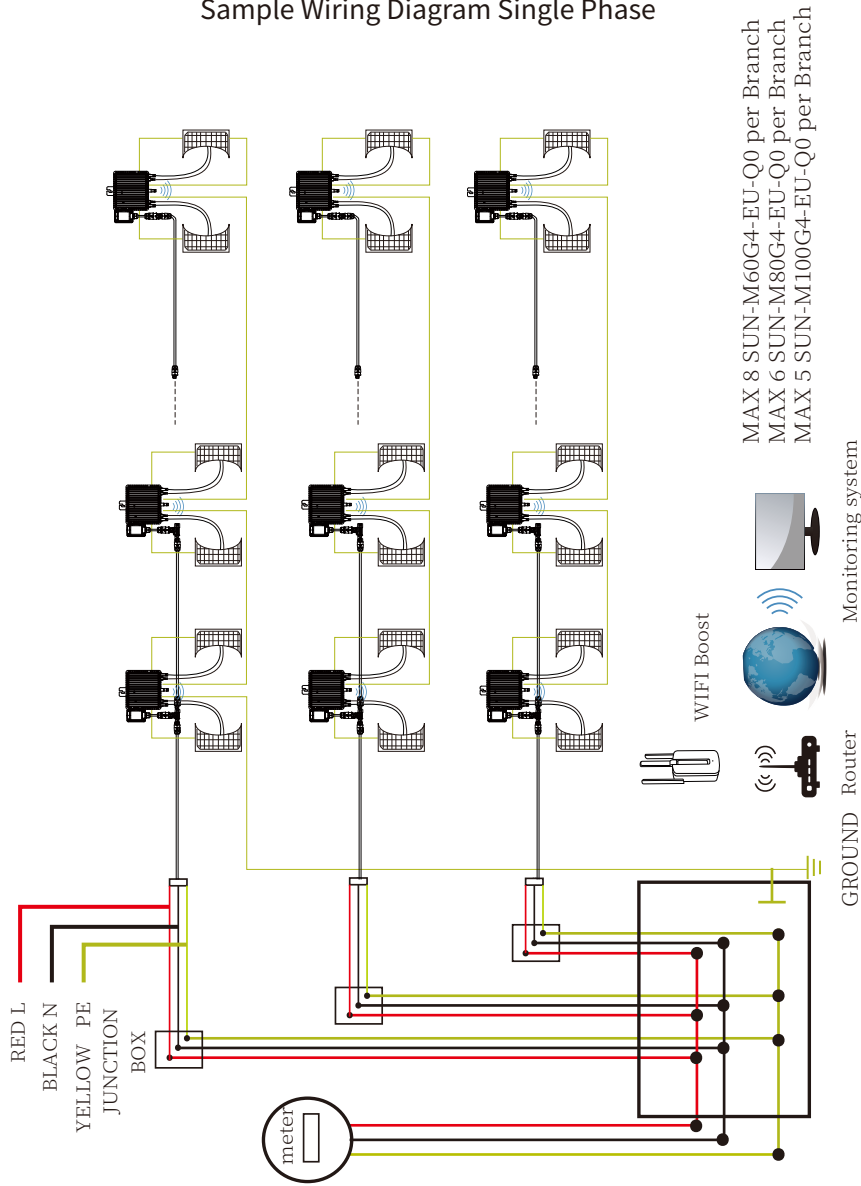 Sample Wiring Diagram Single Phase
RED L
BLACK N
YELLOW PE
JUNCTION
BOX
meter
WIFI Boost
GROUND
Router
Monitoring system
MAX 8 SUN-M60G4-EU-Q0 per Branch
MAX 6 SUN-M80G4-EU-Q0 per Branch
MAX 5 SUN-M100G4-EU-Q0 per Branch